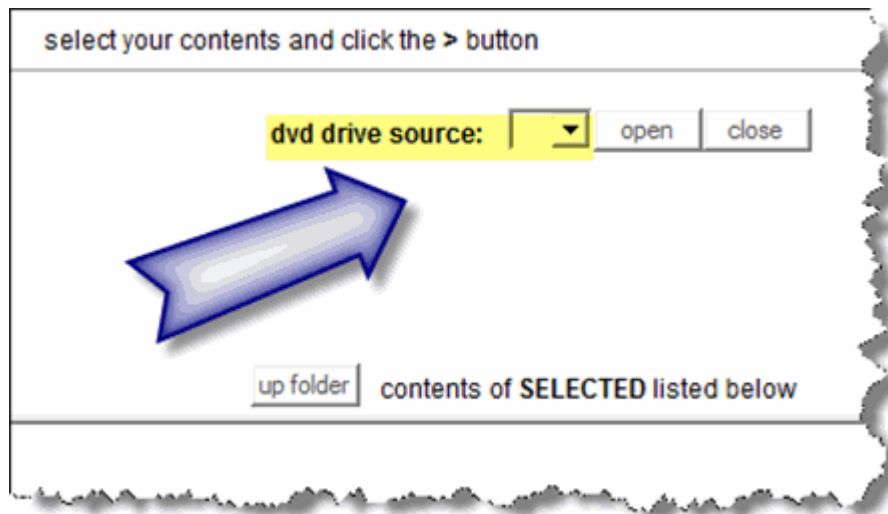 select your contents and click the > button
dvd drive source: open close
up folder contents of SELECTED listed below